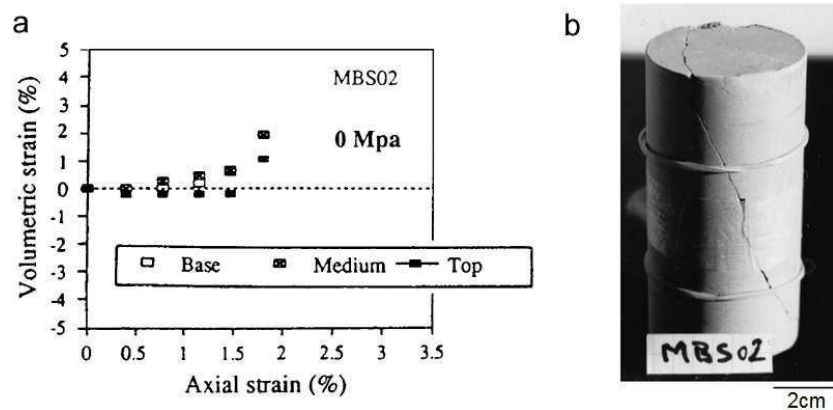 a
b
5
4
3
2
1
0
-1
-2
-3
-4
-5
Volumetric strain (%)
MBS02
0 Mpa
Base Medium Top
0 0.5 1 1.5 2 2.5 3 3.5
Axial strain (%)
MBS02
2cm